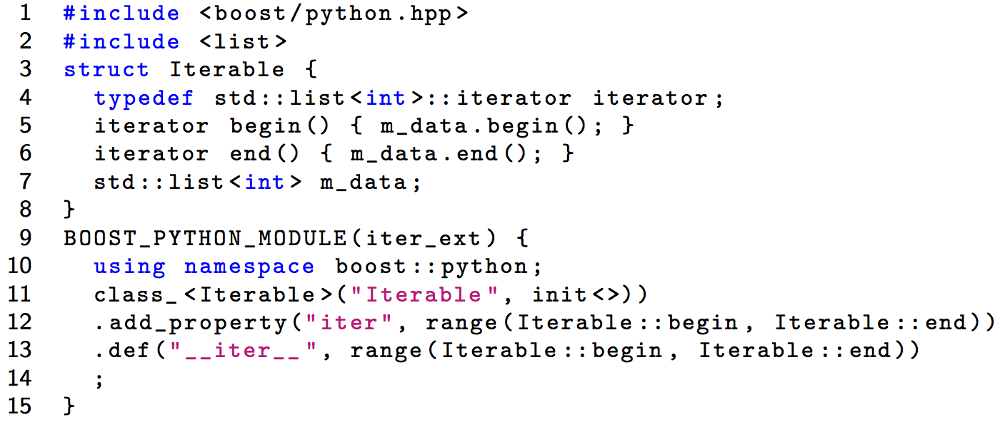 1 #include <boost/python.hpp>
2 #include <list>
3 struct Iterable {
4 typedef std::list<int>::iterator iterator;
5 iterator begin() { m_data.begin(); }
6 iterator end() { m_data.end(); }
7 std::list<int> m_data;
8 }
9 BOOST_PYTHON_MODULE(iter_ext) {
10 using namespace boost::python;
11 class_<Iterable>("Iterable", init<>))
12 .add_property("iter", range(Iterable::begin, Iterable::end))
13 .def("__iter__", range(Iterable::begin, Iterable::end))
14 ;
15 }